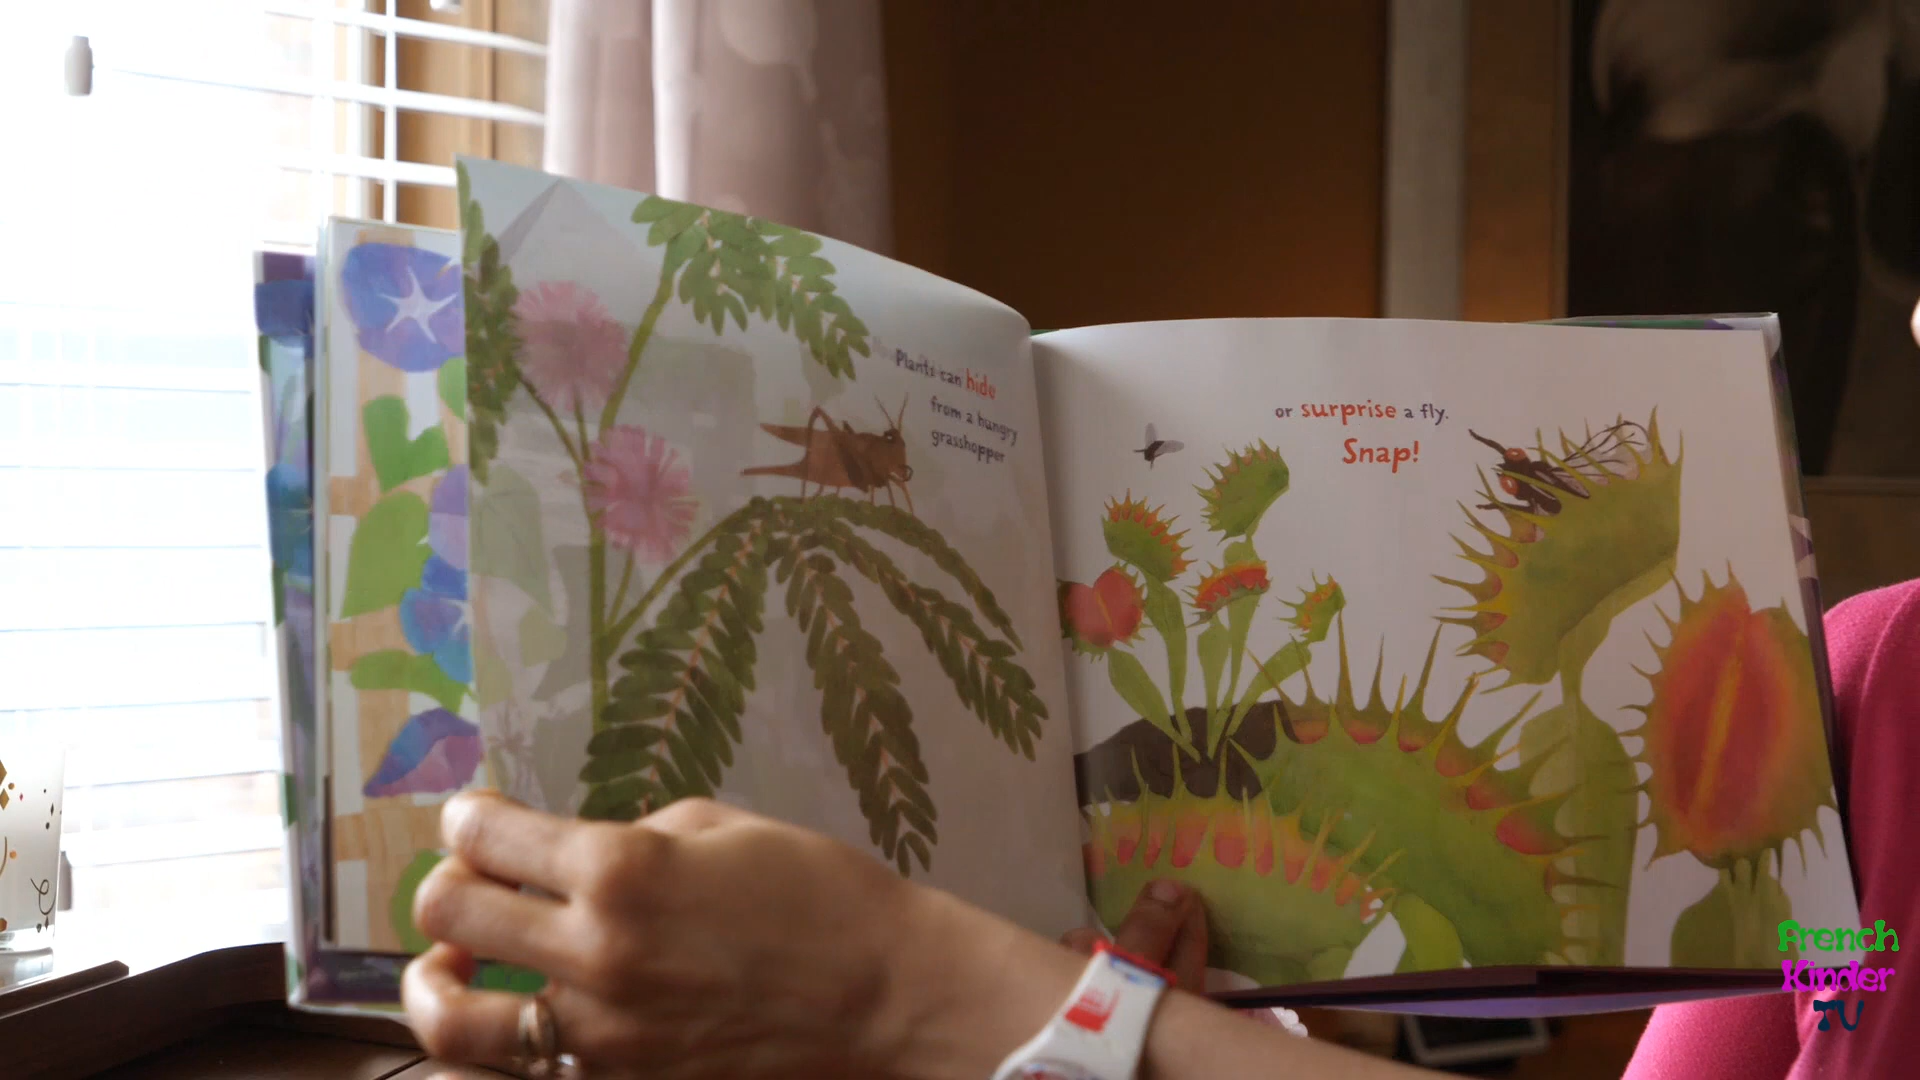 Plants can hide
from a hungry
grasshopper
or surprise a fly.
Snap!
French
Kinder
TV